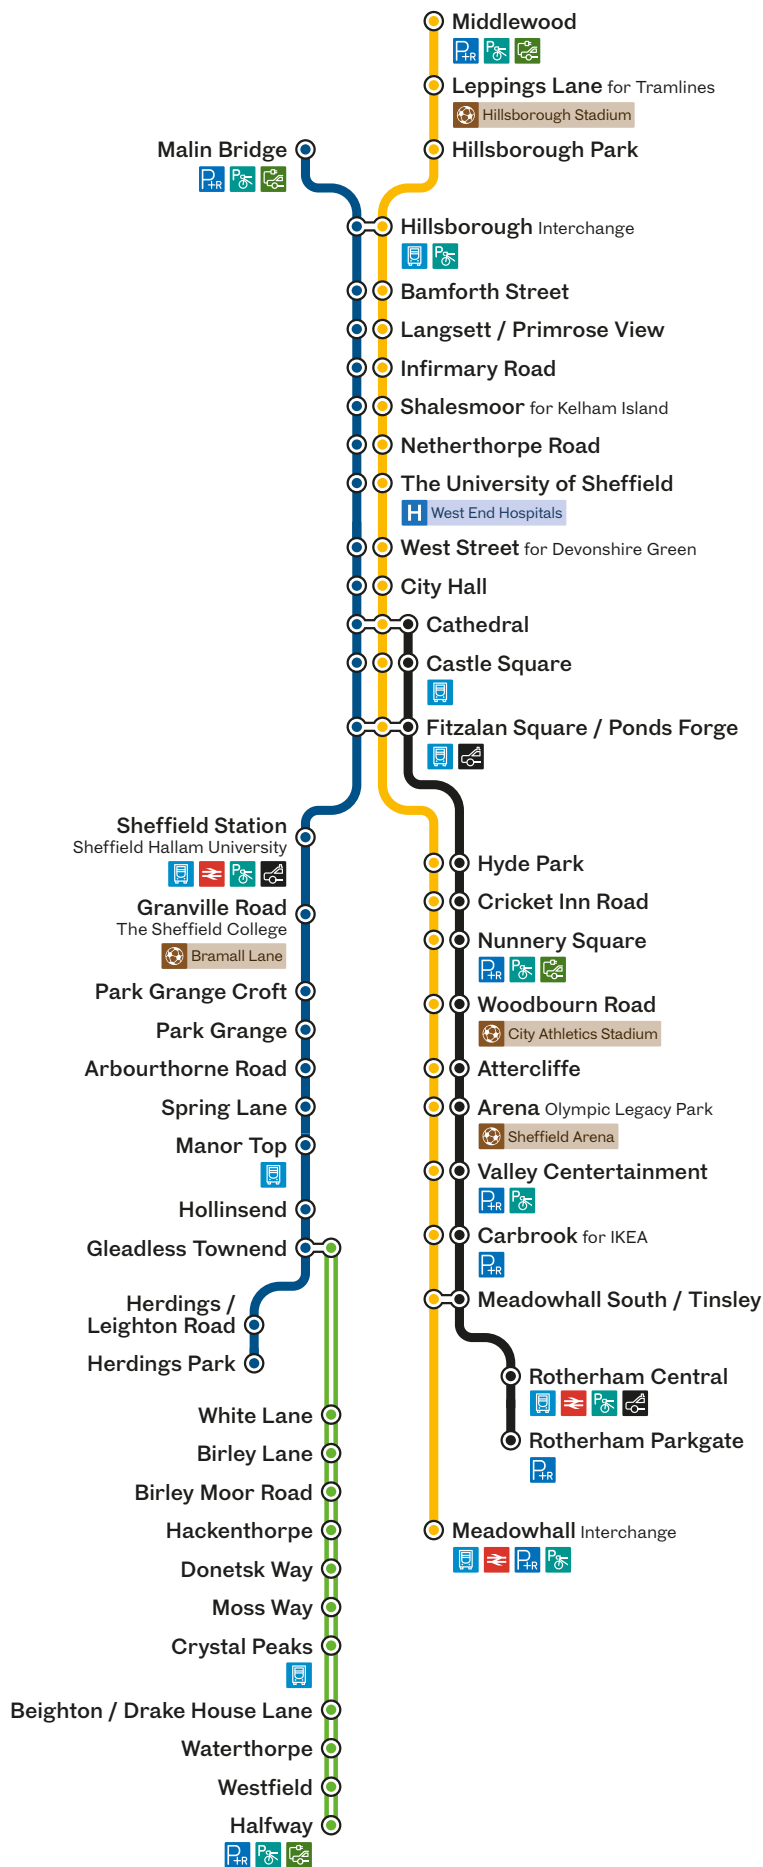 Middlewood
P+R P
Leppings Lane for Tramlines
Hillsborough Stadium
Malin Bridge
P+R P
Hillsborough Park
Hillsborough Interchange
P
Bamforth Street
Langsett / Primrose View
Infirmary Road
Shalesmoor for Kelham Island
Netherthorpe Road
The University of Sheffield
H West End Hospitals
West Street for Devonshire Green
City Hall
Cathedral
Castle Square
Fitzalan Square / Ponds Forge
Sheffield Station
Sheffield Hallam University
P
Granville Road
The Sheffield College
Bramall Lane
Park Grange Croft
Park Grange
Arbourthorne Road
Spring Lane
Manor Top
Hollinsend
Gleadless Townend
Herdings /
Leighton Road
Herdings Park
White Lane
Birley Lane
Birley Moor Road
Hackenthorpe
Donetsk Way
Moss Way
Crystal Peaks
Beighton / Drake House Lane
Waterthorpe
Westfield
Halfway
P+R P
Hyde Park
Cricket Inn Road
Nunnery Square
P+R P
Woodbourn Road
City Athletics Stadium
Attercliffe
Arena Olympic Legacy Park
Sheffield Arena
Valley Centertainment
P+R P
Carbrook for IKEA
P+R
Meadowhall South / Tinsley
Rotherham Central
P
Rotherham Parkgate
P+R
Meadowhall Interchange
P+R P